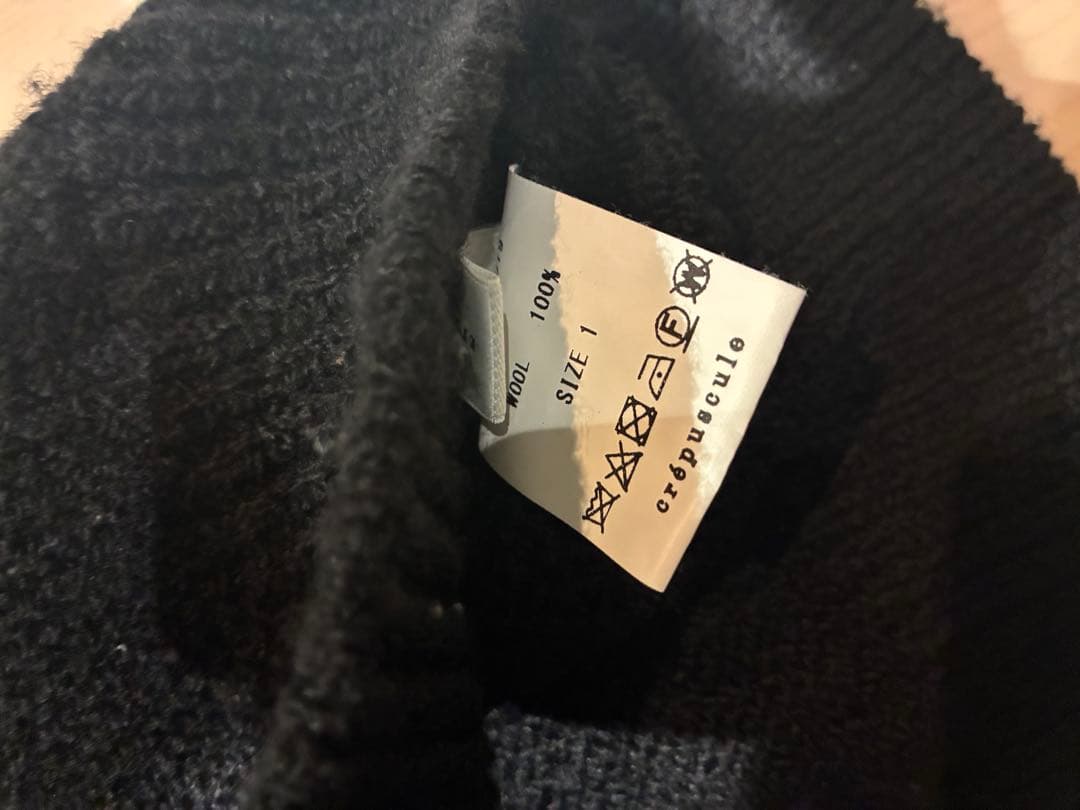 WOOL 100%
SIZE 1
F W
crépuscule